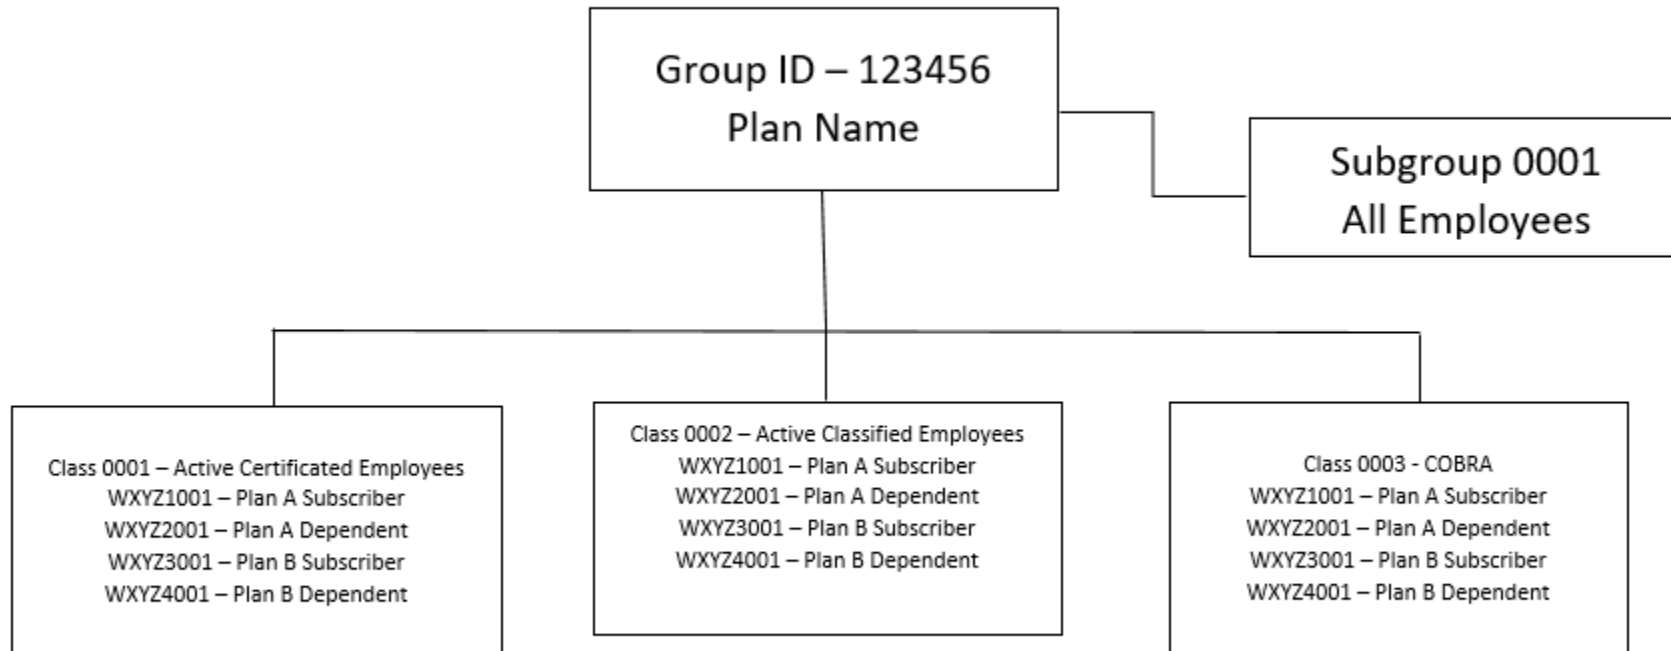 Group ID – 123456
Plan Name
Subgroup 0001
All Employees
Class 0001 – Active Certificated Employees
WXYZ1001 – Plan A Subscriber
WXYZ2001 – Plan A Dependent
WXYZ3001 – Plan B Subscriber
WXYZ4001 – Plan B Dependent
Class 0002 – Active Classified Employees
WXYZ1001 – Plan A Subscriber
WXYZ2001 – Plan A Dependent
WXYZ3001 – Plan B Subscriber
WXYZ4001 – Plan B Dependent
Class 0003 - COBRA
WXYZ1001 – Plan A Subscriber
WXYZ2001 – Plan A Dependent
WXYZ3001 – Plan B Subscriber
WXYZ4001 – Plan B Dependent